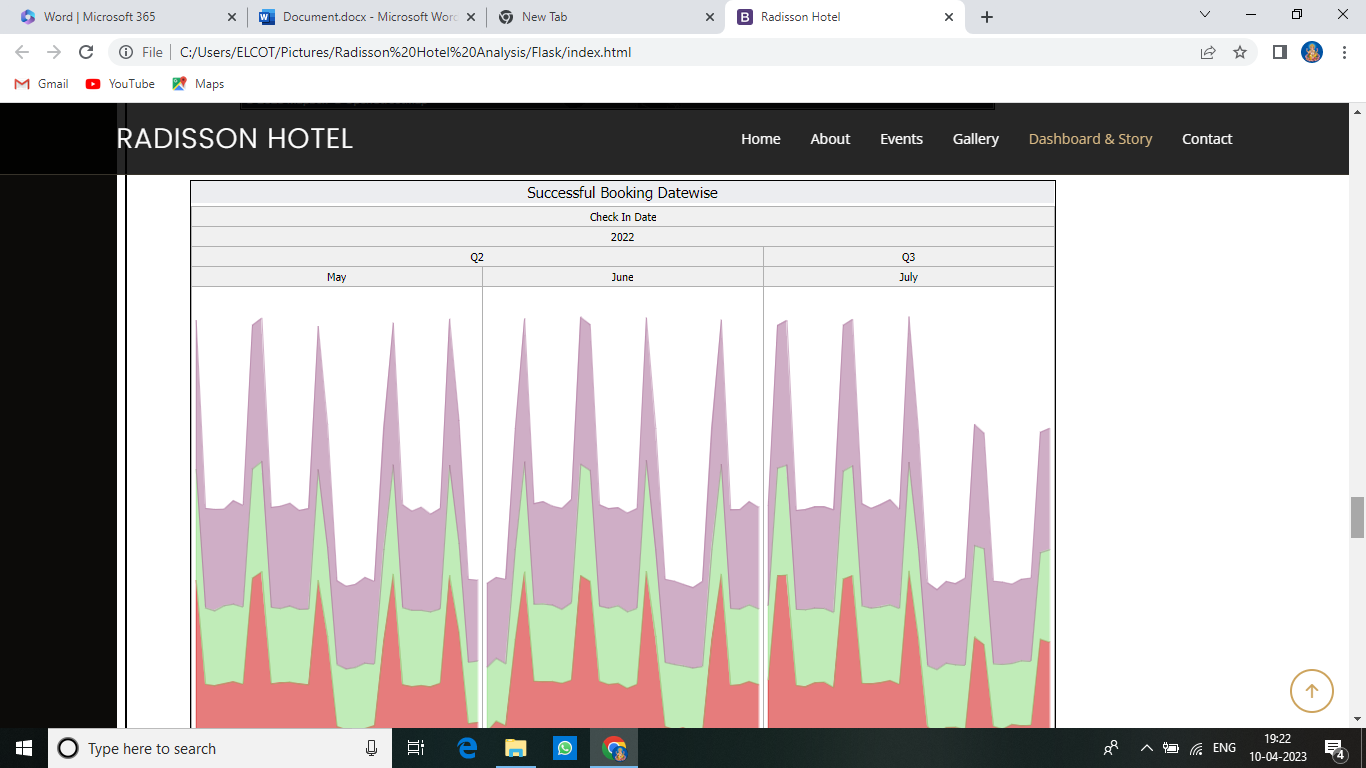 Word | Microsoft 365
Document.docx - Microsoft Word
New Tab
Radisson Hotel
File
C:/Users/ELCOT/Pictures/Radisson%20Hotel%20Analysis/Flask/index.html
Gmail
YouTube
Maps
RADISSON HOTEL
Home
About
Events
Gallery
Dashboard & Story
Contact
Successful Booking Datewise
Check In Date
2022
Q2
Q3
May
June
July
Type here to search
ENG
19:22
10-04-2023
4